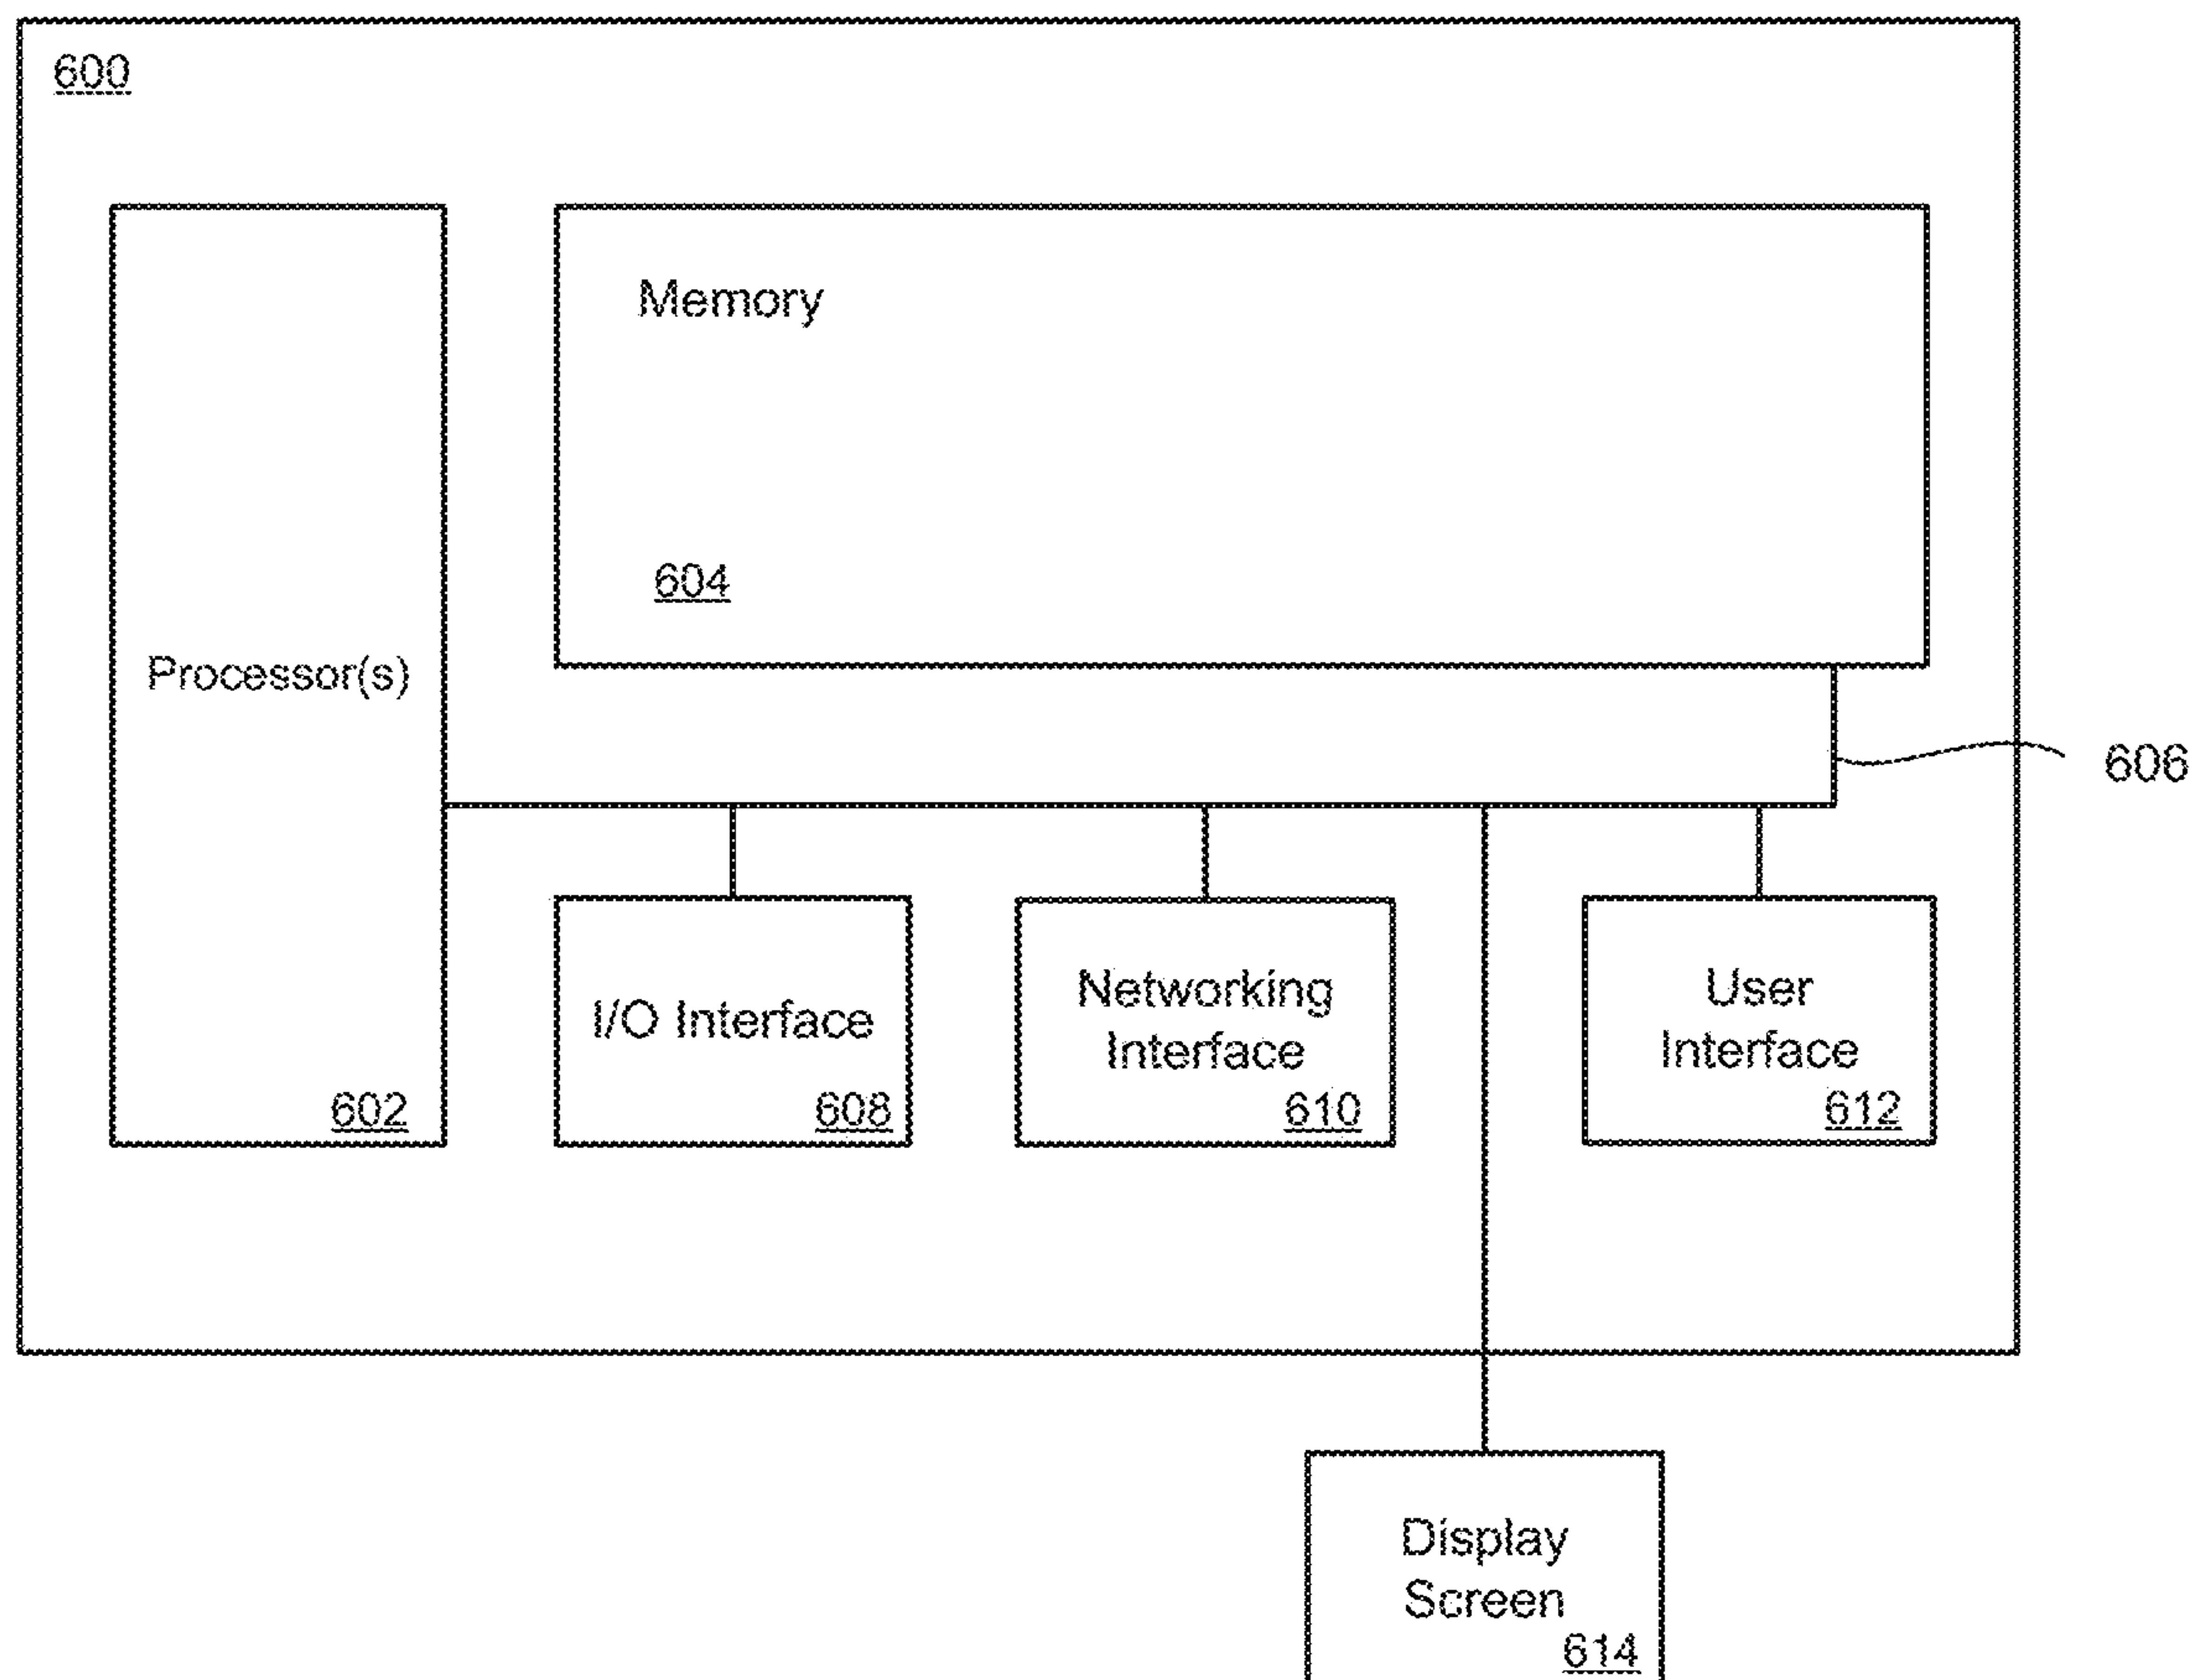 600
Memory
604
Processor(s)
602
606
I/O Interface
608
Networking
Interface
610
User
Interface
612
Display
Screen
614